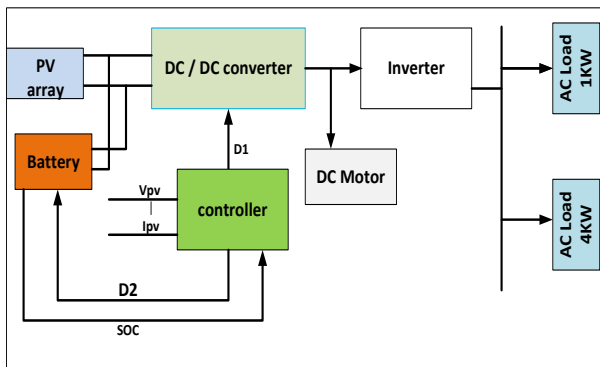 PV
array
DC / DC converter
Inverter
AC Load
1KW
Battery
D1
DC Motor
Vpv
Ipv
controller
AC Load
4KW
D2
SOC